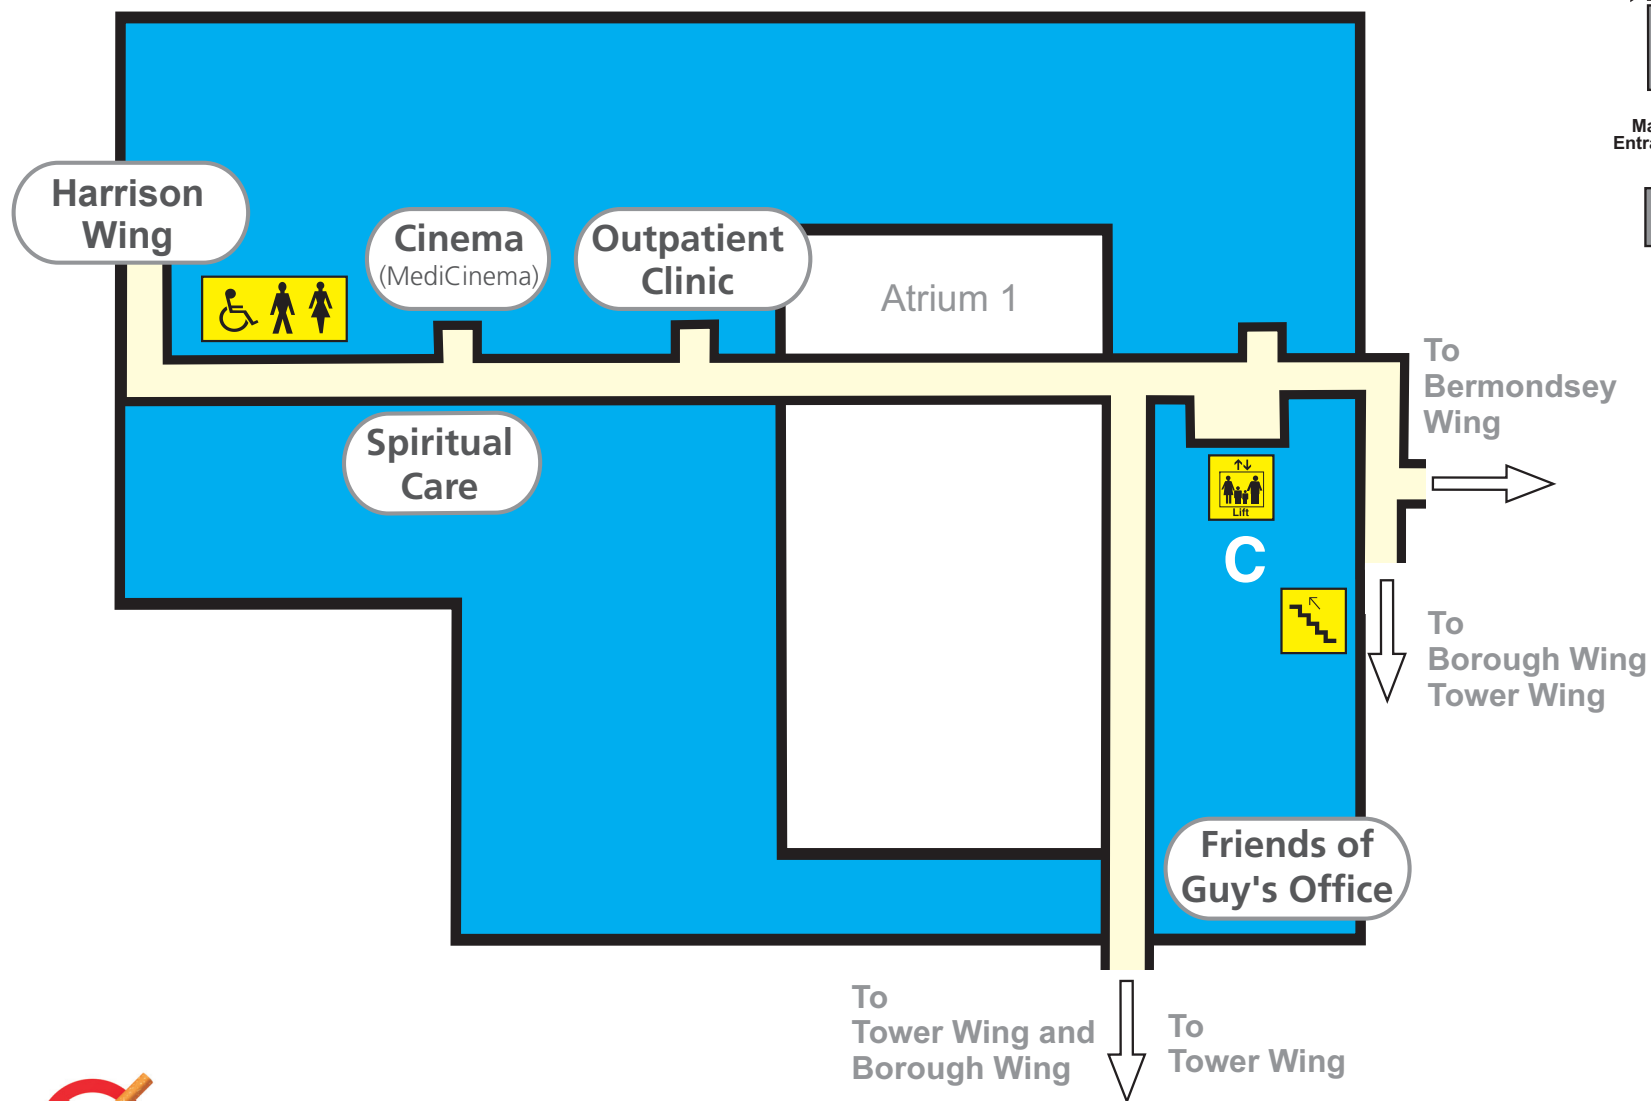 Harrison
Wing
Cinema
(MediCinema)
Outpatient
Clinic
Atrium 1
Spiritual
Care
To
Bermondsey
Wing
Lift
C
To
Borough Wing
Tower Wing
Friends of
Guy's Office
To
Tower Wing and
Borough Wing
To
Tower Wing